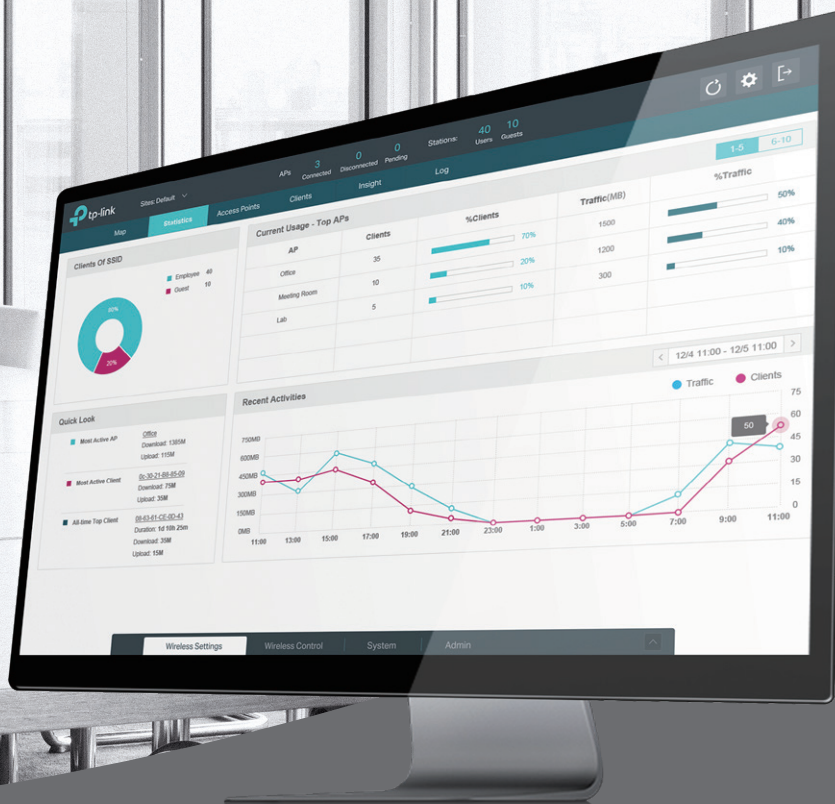 tp-link
Sites: Default
APs 3 Connected 0 Disconnected 0 Pending
Stations: 40 Users 10 Guests
Map Statistics Access Points Clients Insight Log
1-5 6-10
Clients Of SSID
Employee 40
Guest 10
80%
20%
Current Usage - Top APs
AP Clients %Clients Traffic(MB) %Traffic
Office 35 70% 1500 50%
Meeting Room 10 20% 1200 40%
Lab 5 10% 300 10%
Quick Look
Most Active AP Office
Download: 1385M
Upload: 115M
Most Active Client 0c-30-21-B8-85-09
Download: 75M
Upload: 35M
All-time Top Client 08-63-61-CE-0D-43
Duration: 1d 10h 25m
Download: 35M
Upload: 15M
Recent Activities
< 12/4 11:00 - 12/5 11:00 >
Traffic Clients
750MB
600MB
450MB
300MB
150MB
0MB
75
60
45
30
15
0
50
11:00 13:00 15:00 17:00 19:00 21:00 23:00 1:00 3:00 5:00 7:00 9:00 11:00
Wireless Settings Wireless Control System Admin